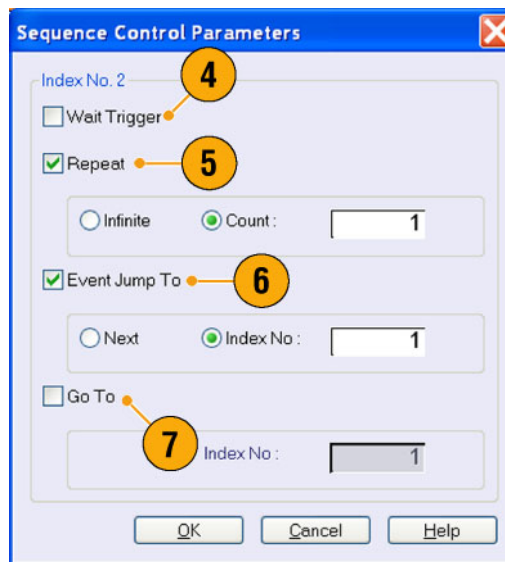 Sequence Control Parameters
Index No. 2
4
Wait Trigger
Repeat
5
Infinite
Count :
1
Event Jump To
6
Next
Index No :
1
Go To
7
Index No :
1
OK
Cancel
Help